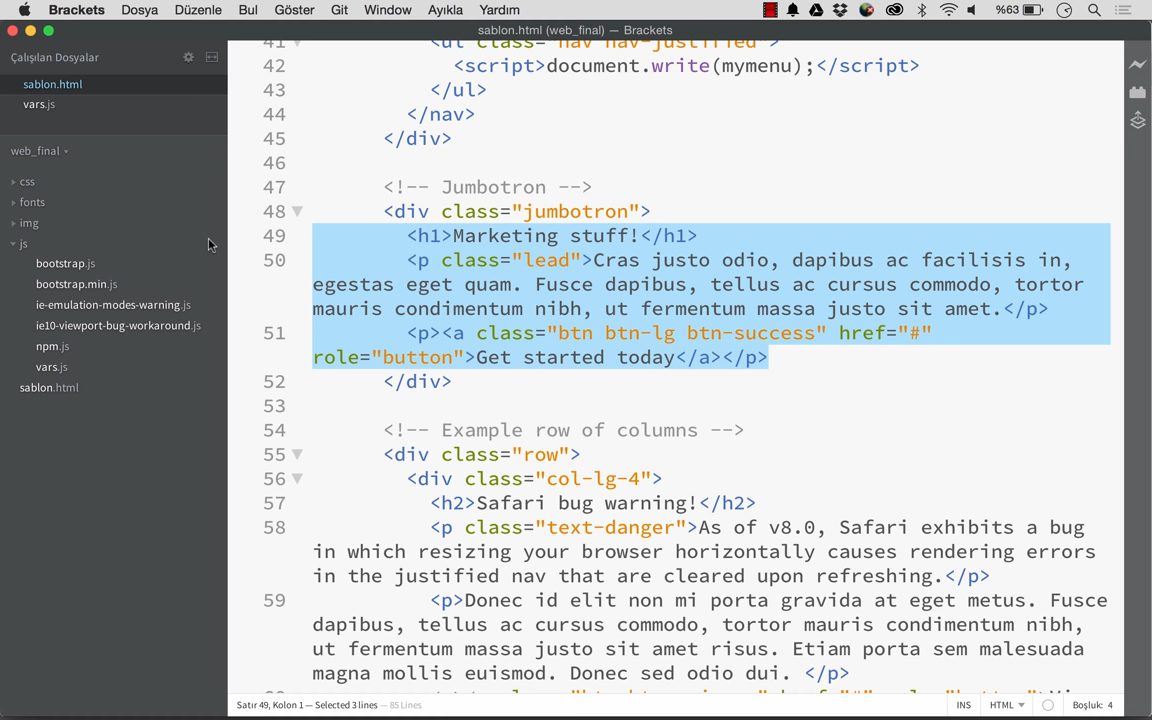 Brackets Dosya Düzenle Bul Göster Git Window Ayıkla Yardım %63
sablon.html (web_final) — Brackets
Çalışılan Dosyalar
sablon.html
vars.js
web_final
css
fonts
img
js
bootstrap.js
bootstrap.min.js
ie-emulation-modes-warning.js
ie10-viewport-bug-workaround.js
npm.js
vars.js
sablon.html
41 <ul class="nav nav-justified">
42 <script>document.write(mymenu);</script>
43 </ul>
44 </nav>
45 </div>
46
47 <!-- Jumbotron -->
48 <div class="jumbotron">
49 <h1>Marketing stuff!</h1>
50 <p class="lead">Cras justo odio, dapibus ac facilisis in,
egestas eget quam. Fusce dapibus, tellus ac cursus commodo, tortor
mauris condimentum nibh, ut fermentum massa justo sit amet.</p>
51 <p><a class="btn btn-lg btn-success" href="#"
role="button">Get started today</a></p>
52 </div>
53
54 <!-- Example row of columns -->
55 <div class="row">
56 <div class="col-lg-4">
57 <h2>Safari bug warning!</h2>
58 <p class="text-danger">As of v8.0, Safari exhibits a bug
in which resizing your browser horizontally causes rendering errors
in the justified nav that are cleared upon refreshing.</p>
59 <p>Donec id elit non mi porta gravida at eget metus. Fusce
dapibus, tellus ac cursus commodo, tortor mauris condimentum nibh,
ut fermentum massa justo sit amet risus. Etiam porta sem malesuada
magna mollis euismod. Donec sed odio dui. </p>
Satır 49, Kolon 1 — Selected 3 lines — 85 Lines
INS HTML Boşluk: 4